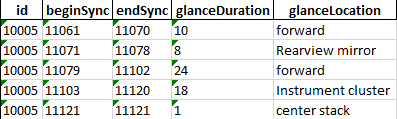 id beginSync endSync glanceDuration glanceLocation
10005 11061 11070 10 forward
10005 11071 11078 8 Rearview mirror
10005 11079 11102 24 forward
10005 11103 11120 18 Instrument cluster
10005 11121 11121 1 center stack